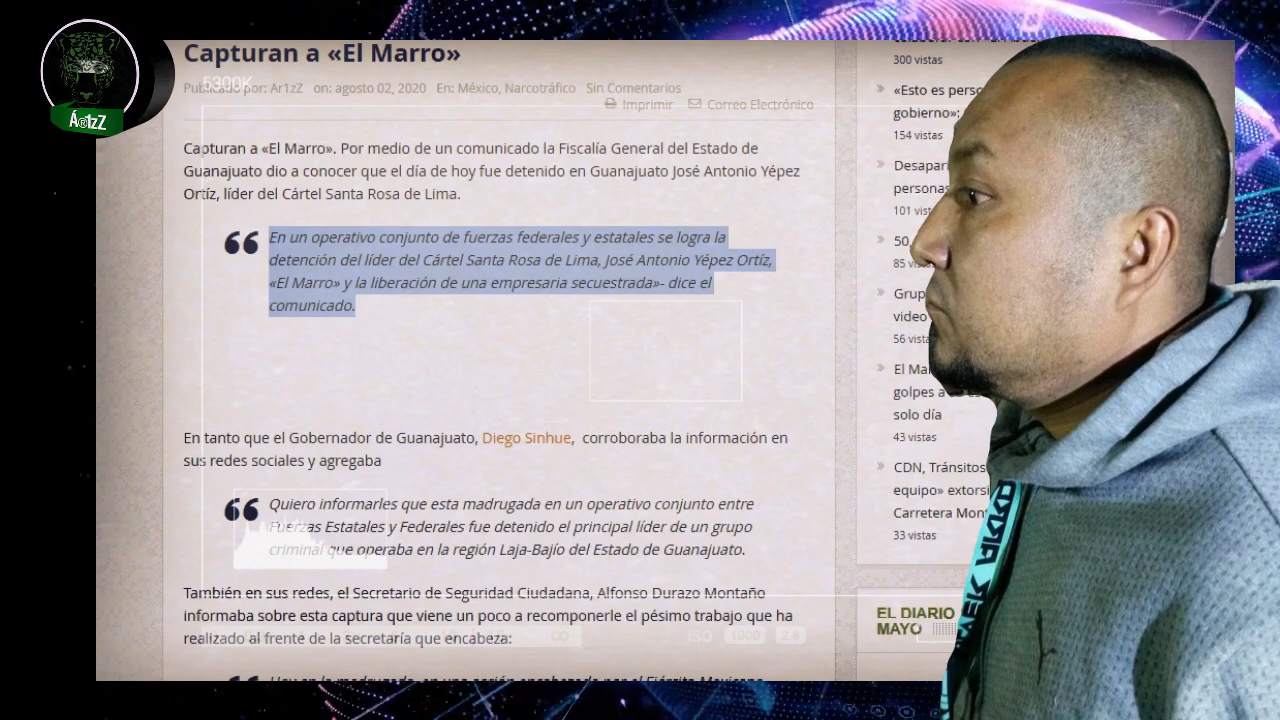 Ar1zZ
5300K
Capturan a «El Marro»
Publicado por: Ar1zZ on: agosto 02, 2020 En: México, Narcotráfico Sin Comentarios
Imprimir Correo Electrónico
Capturan a «El Marro». Por medio de un comunicado la Fiscalía General del Estado de
Guanajuato dio a conocer que el día de hoy fue detenido en Guanajuato José Antonio Yépez
Ortíz, líder del Cártel Santa Rosa de Lima.
En un operativo conjunto de fuerzas federales y estatales se logra la
detención del líder del Cártel Santa Rosa de Lima, José Antonio Yépez Ortíz,
«El Marro» y la liberación de una empresaria secuestrada»- dice el
comunicado.
En tanto que el Gobernador de Guanajuato, Diego Sinhue, corroboraba la información en
sus redes sociales y agregaba
Quiero informarles que esta madrugada en un operativo conjunto entre
Fuerzas Estatales y Federales fue detenido el principal líder de un grupo
criminal que operaba en la región Laja-Bajío del Estado de Guanajuato.
También en sus redes, el Secretario de Seguridad Ciudadana, Alfonso Durazo Montaño
informaba sobre esta captura que viene un poco a recomponerle el pésimo trabajo que ha
realizado al frente de la secretaría que encabeza:
ISO 1000 2.8
300 vistas
«Esto es
gobierno»:
154 vistas
personas
101
50
85
video
56
El
golpes a
solo día
43 vistas
CDN, Tránsitos
equipo»
Carretera
33 vistas
EL DIARIO
MAYO